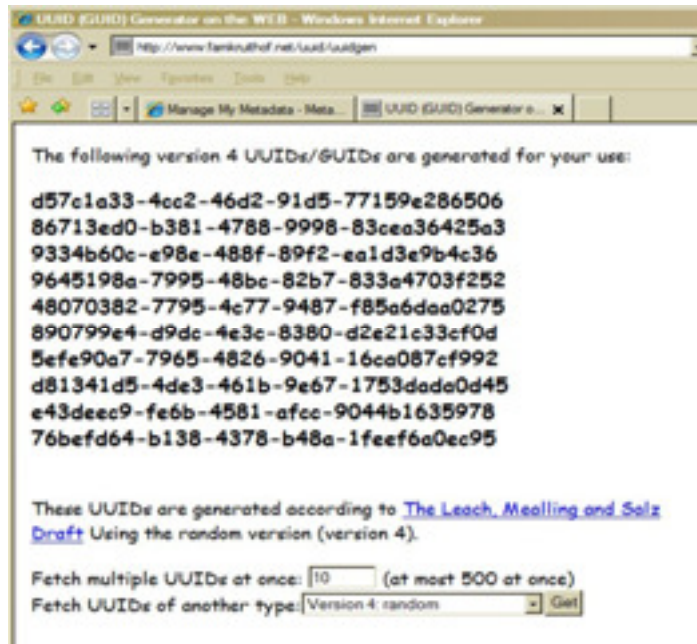 UUID (GUID) Generator on the WEB - Windows Internet Explorer
http://www.famkruithof.net/uuid/uuidgen
File Edit View Favorites Tools Help
Manage My Metadata - Meta... UUID (GUID) Generator o...
The following version 4 UUIDs/GUIDs are generated for your use:
d57c1a33-4cc2-46d2-91d5-77159e286506
86713ed0-b381-4788-9998-83cea36425a3
9334b60c-e98e-488f-89f2-ea1d3e9b4c36
9645198a-7995-48bc-82b7-833a4703f252
48070382-7795-4c77-9487-f85a6daa0275
890799e4-d9dc-4e3c-8380-d2e21c33cf0d
5efe90a7-7965-4826-9041-16ca087cf992
d81341d5-4de3-461b-9e67-1753dada0d45
e43deec9-fe6b-4581-afcc-9044b1635978
76befd64-b138-4378-b48a-1feef6a0ec95
These UUIDs are generated according to The Leach, Mealling and Salz
Draft Using the random version (version 4).
Fetch multiple UUIDs at once: 10 (at most 500 at once)
Fetch UUIDs of another type: Version 4: random Get